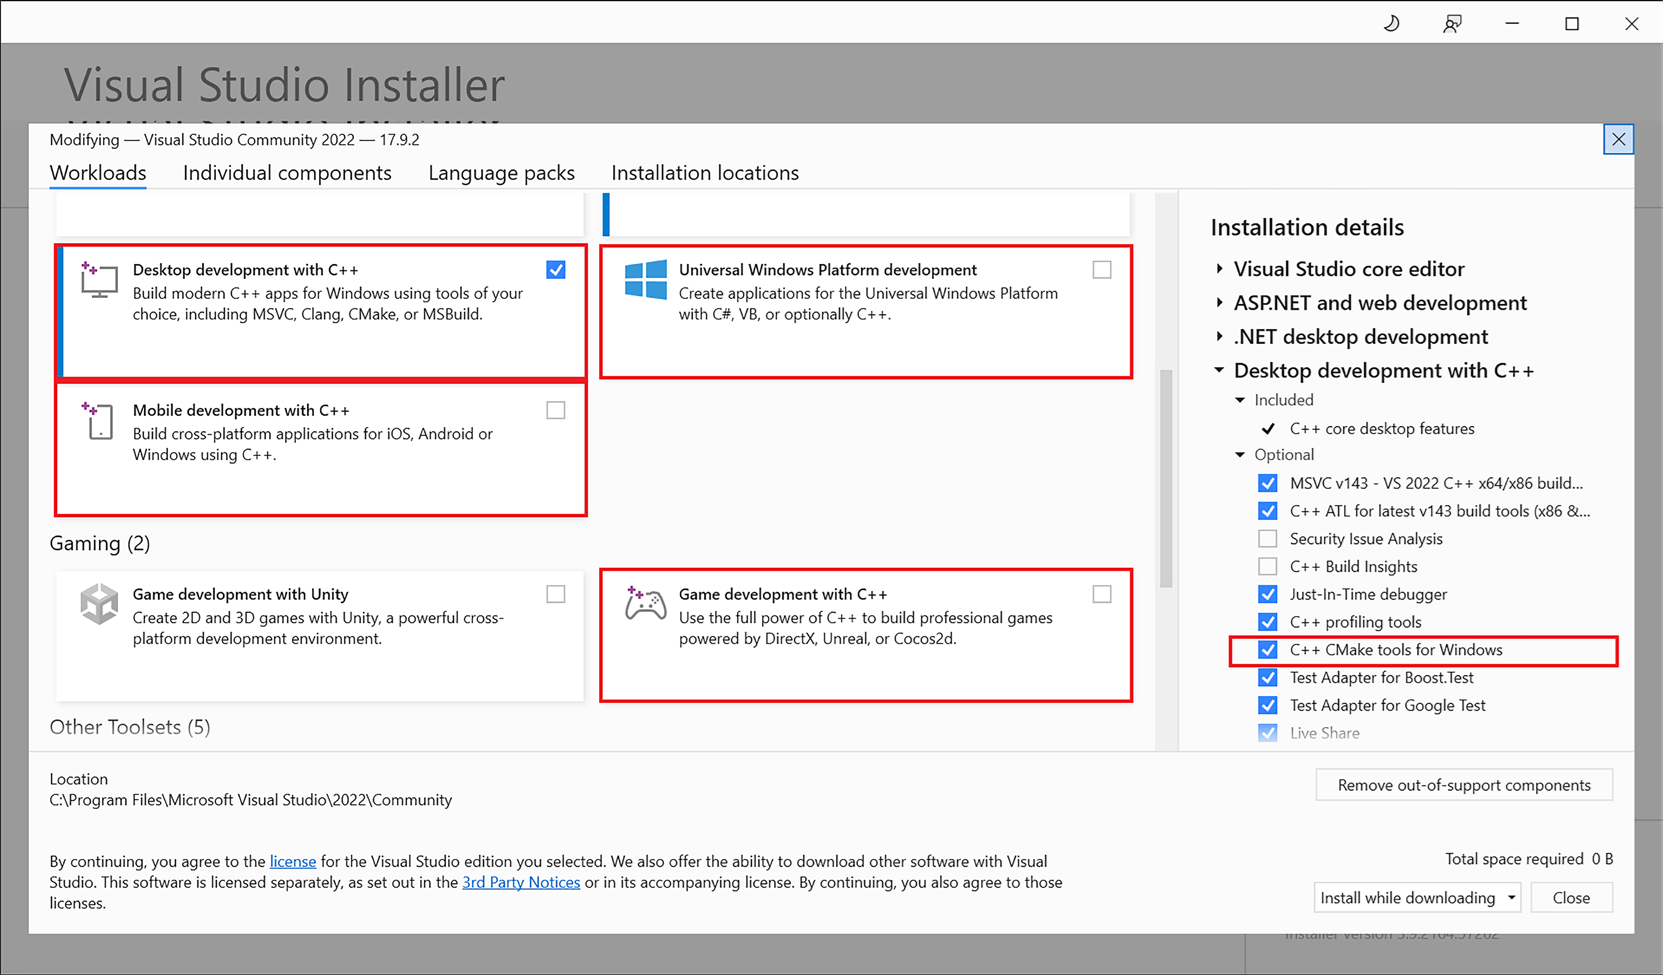 Visual Studio Installer
Modifying — Visual Studio Community 2022 — 17.9.2
Workloads
Individual components
Language packs
Installation locations
Desktop development with C++
Build modern C++ apps for Windows using tools of your
choice, including MSVC, Clang, CMake, or MSBuild.
Universal Windows Platform development
Create applications for the Universal Windows Platform
with C#, VB, or optionally C++.
Mobile development with C++
Build cross-platform applications for iOS, Android or
Windows using C++.
Gaming (2)
Game development with Unity
Create 2D and 3D games with Unity, a powerful cross-
platform development environment.
Game development with C++
Use the full power of C++ to build professional games
powered by DirectX, Unreal, or Cocos2d.
Other Toolsets (5)
Installation details
Visual Studio core editor
ASP.NET and web development
.NET desktop development
Desktop development with C++
Included
C++ core desktop features
Optional
MSVC v143 - VS 2022 C++ x64/x86 build...
C++ ATL for latest v143 build tools (x86 &...
Security Issue Analysis
C++ Build Insights
Just-In-Time debugger
C++ profiling tools
C++ CMake tools for Windows
Test Adapter for Boost.Test
Test Adapter for Google Test
Live Share
Location
C:\Program Files\Microsoft Visual Studio\2022\Community
Remove out-of-support components
By continuing, you agree to the license for the Visual Studio edition you selected. We also offer the ability to download other software with Visual
Studio. This software is licensed separately, as set out in the 3rd Party Notices or in its accompanying license. By continuing, you also agree to those
licenses.
Total space required 0 B
Install while downloading
Close